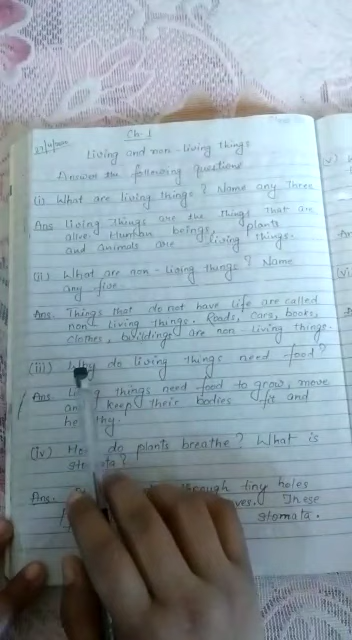 Ch-1
Living and non-living things
Answer the following questions
(i) What are living things? Name any three
Ans Living things are the things that are
alive. Human beings, plants
and animals are living things.
(ii) What are non-living things? Name
any five.
Ans. Things that do not have life are called
non-living things. Roads, Cars, books,
clothes, buildings are non-living things.
(iii) Why do living things need food?
Ans. things need food to grow, move
and keep their bodies fit and
(iv) do plants breathe? What is
Ans. through tiny holes
These
stomata.